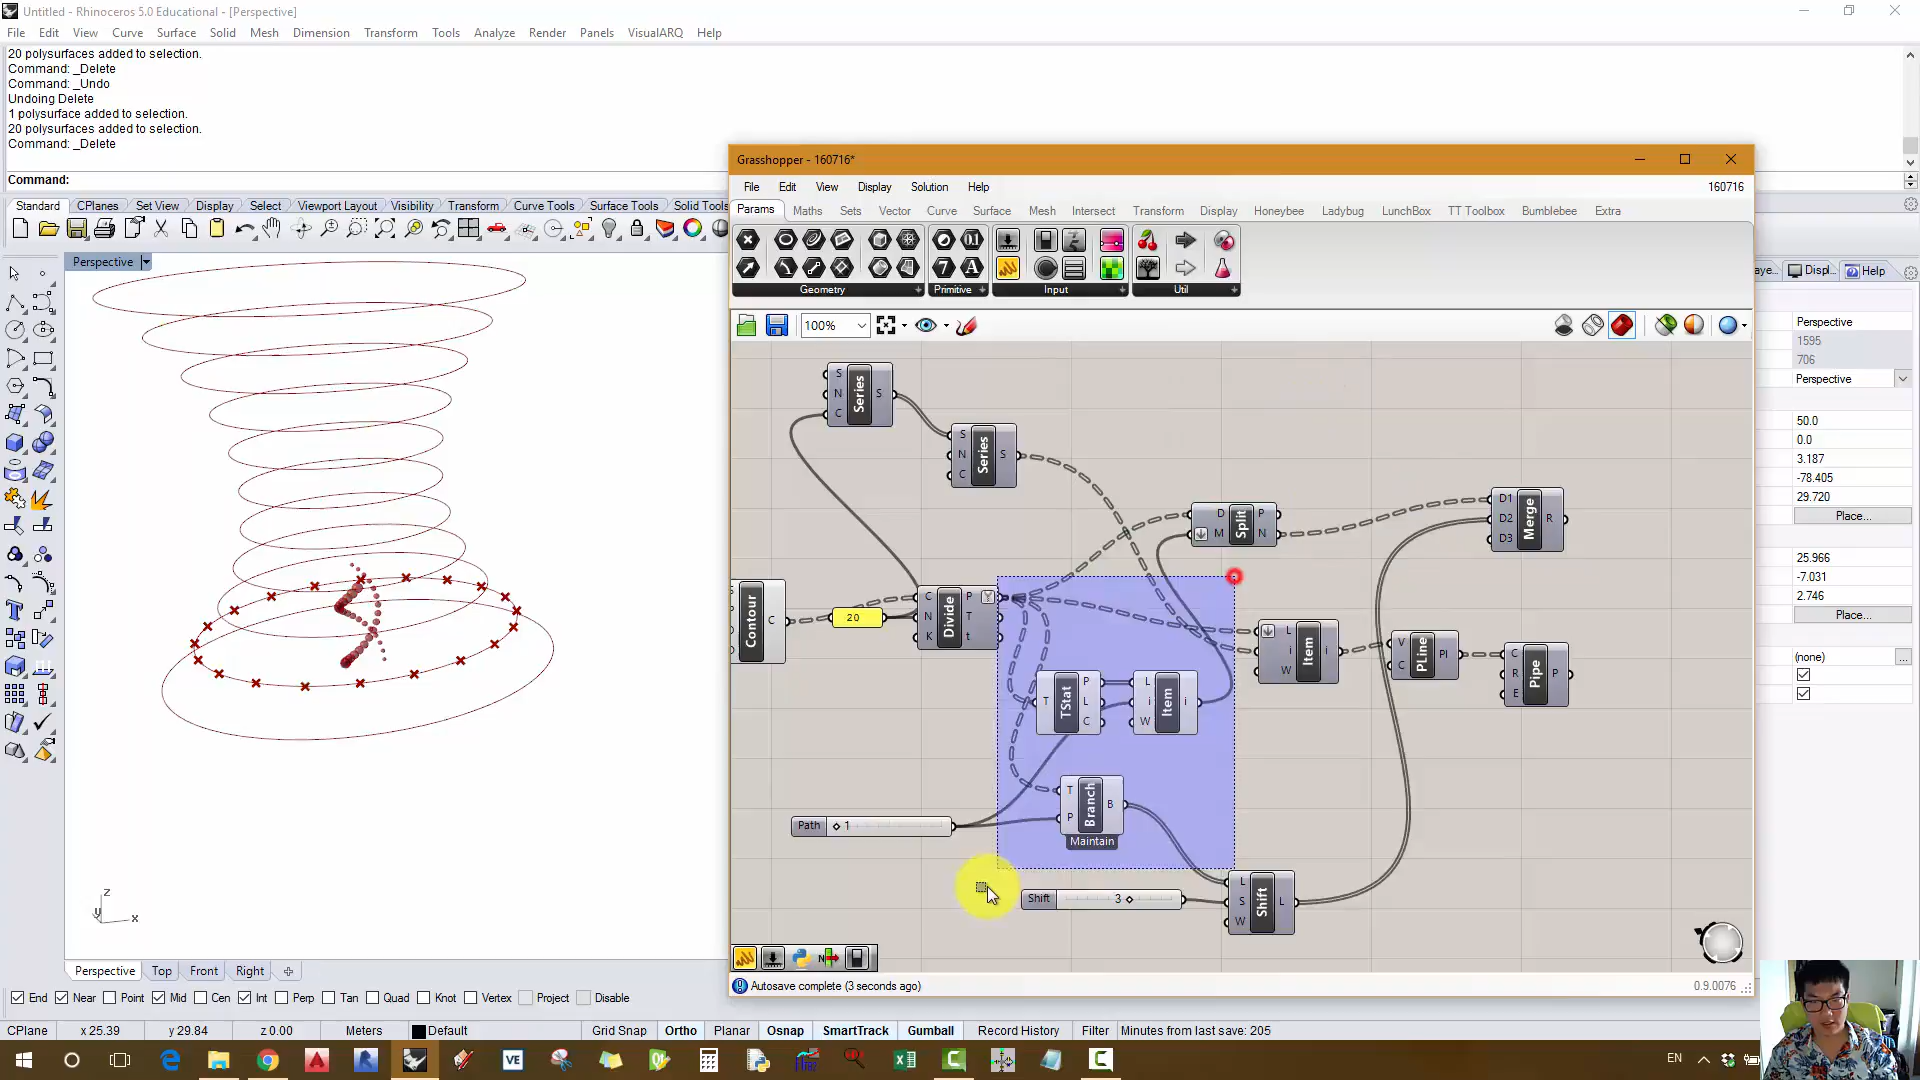 Untitled - Rhinoceros 5.0 Educational - [Perspective]
File Edit View Curve Surface Solid Mesh Dimension Transform Tools Analyze Render Panels VisualARQ Help
20 polysurfaces added to selection.
Command: _Delete
Command: _Undo
Undoing Delete
1 polysurface added to selection.
20 polysurfaces added to selection.
Command: _Delete
Command:
Standard CPlanes Set View Display Select Viewport Layout Visibility Transform Curve Tools Surface Tools Solid Tools
Perspective
Grasshopper - 160716*
File Edit View Display Solution Help 160716
Params Maths Sets Vector Curve Surface Mesh Intersect Transform Display Honeybee Ladybug LunchBox TT Toolbox Bumblebee Extra
Geometry Primitive Input Util
100%
Series S N C S
Series S N C S
Split D M P N
Merge D1 D2 D3 R
Contour C
20
Divide C N K P T t
Item L i W i
PLine V C Pl
Pipe C R E P
TStat T P L C
Item L i W i
Branch T P B
Maintain
Path 1
Shift 3
Shift L S W L
Autosave complete (3 seconds ago) 0.9.0076
Displ... Help
Perspective
1595
706
Perspective
50.0
0.0
3.187
-78.405
29.720
Place...
25.966
-7.031
2.746
Place...
(none) ...
z
y x
Perspective Top Front Right
End Near Point Mid Cen Int Perp Tan Quad Knot Vertex Project Disable
CPlane x 25.39 y 29.84 z 0.00 Meters Default Grid Snap Ortho Planar Osnap SmartTrack Gumball Record History Filter Minutes from last save: 205
EN